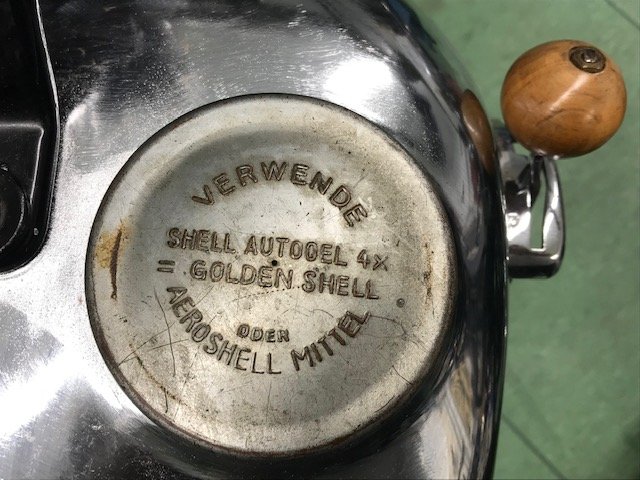 VERWENDE
SHELL AUTOOEL 4X
= GOLDEN SHELL
ODER
AEROSHELL MITTEL